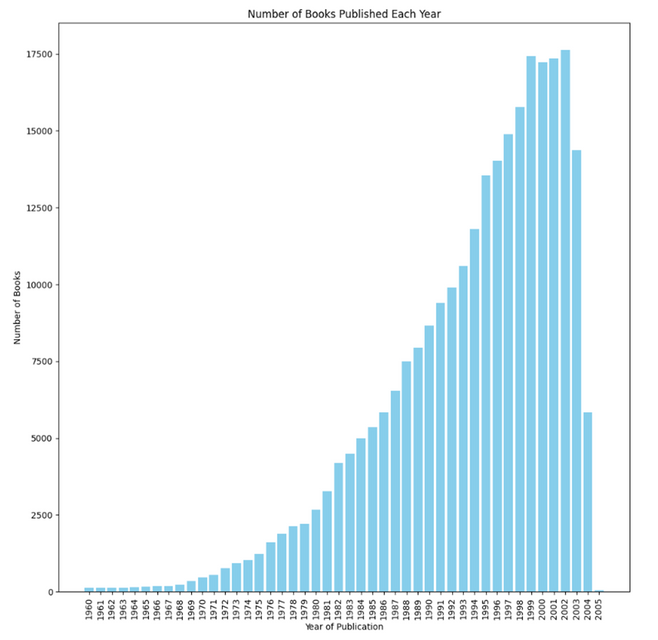 Number of Books Published Each Year
Number of Books
17500
15000
12500
10000
7500
5000
2500
0
1960 1961 1962 1963 1964 1965 1966 1967 1968 1969 1970 1971 1972 1973 1974 1975 1976 1977 1978 1979 1980 1981 1982 1983 1984 1985 1986 1987 1988 1989 1990 1991 1992 1993 1994 1995 1996 1997 1998 1999 2000 2001 2002 2003 2004 2005
Year of Publication